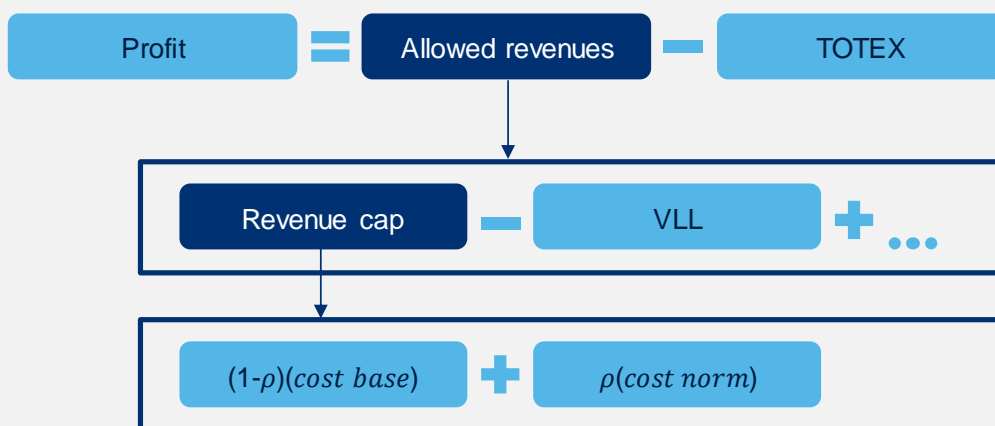 Profit = Allowed revenues − TOTEX
Revenue cap − VLL + ...
(1-ρ)(cost base) + ρ(cost norm)